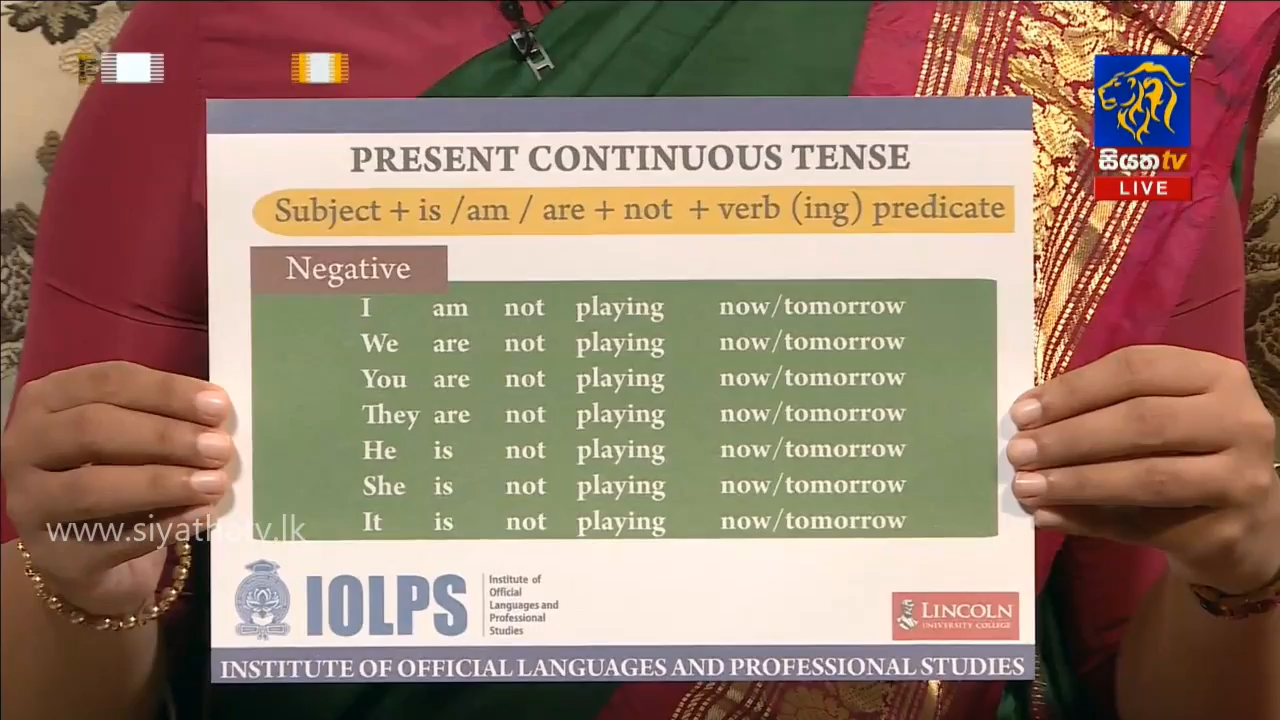 සියත tv
LIVE
PRESENT CONTINUOUS TENSE
Subject + is /am / are + not + verb (ing) predicate
Negative
I am not playing now/tomorrow
We are not playing now/tomorrow
You are not playing now/tomorrow
They are not playing now/tomorrow
He is not playing now/tomorrow
She is not playing now/tomorrow
It is not playing now/tomorrow
www.siyathatv.lk
IOLPS
Institute of
Official
Languages and
Professional
Studies
LINCOLN
UNIVERSITY COLLEGE
INSTITUTE OF OFFICIAL LANGUAGES AND PROFESSIONAL STUDIES